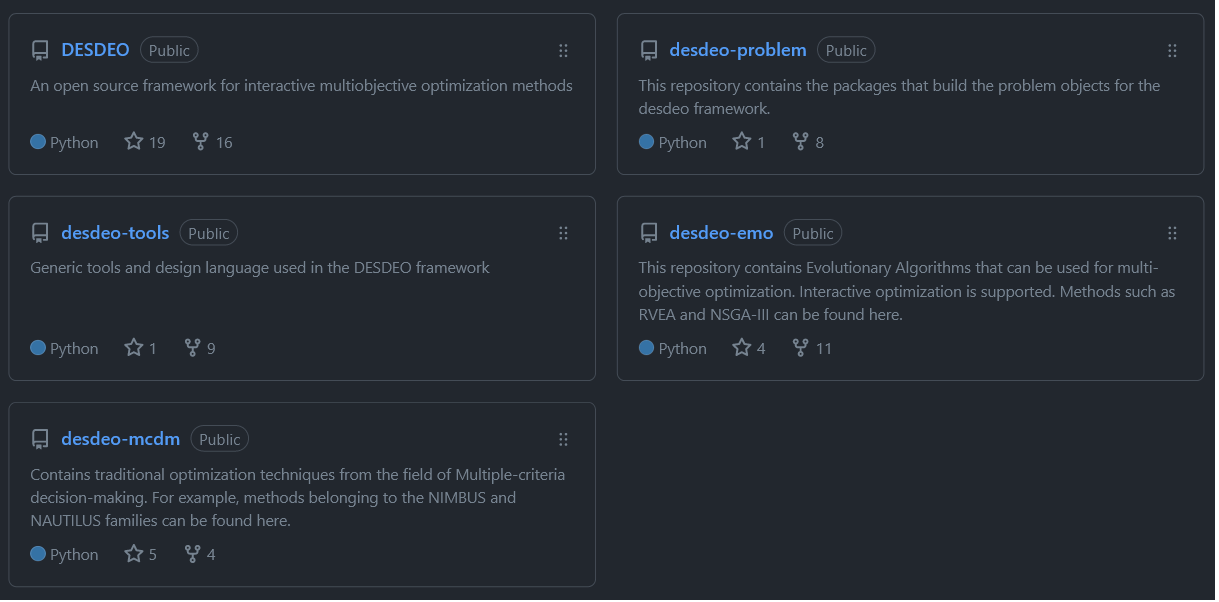 DESDEO Public
An open source framework for interactive multiobjective optimization methods
Python 19 16
desdeo-problem Public
This repository contains the packages that build the problem objects for the
desdeo framework.
Python 1 8
desdeo-tools Public
Generic tools and design language used in the DESDEO framework
Python 1 9
desdeo-emo Public
This repository contains Evolutionary Algorithms that can be used for multi-
objective optimization. Interactive optimization is supported. Methods such as
RVEA and NSGA-III can be found here.
Python 4 11
desdeo-mcdm Public
Contains traditional optimization techniques from the field of Multiple-criteria
decision-making. For example, methods belonging to the NIMBUS and
NAUTILUS families can be found here.
Python 5 4